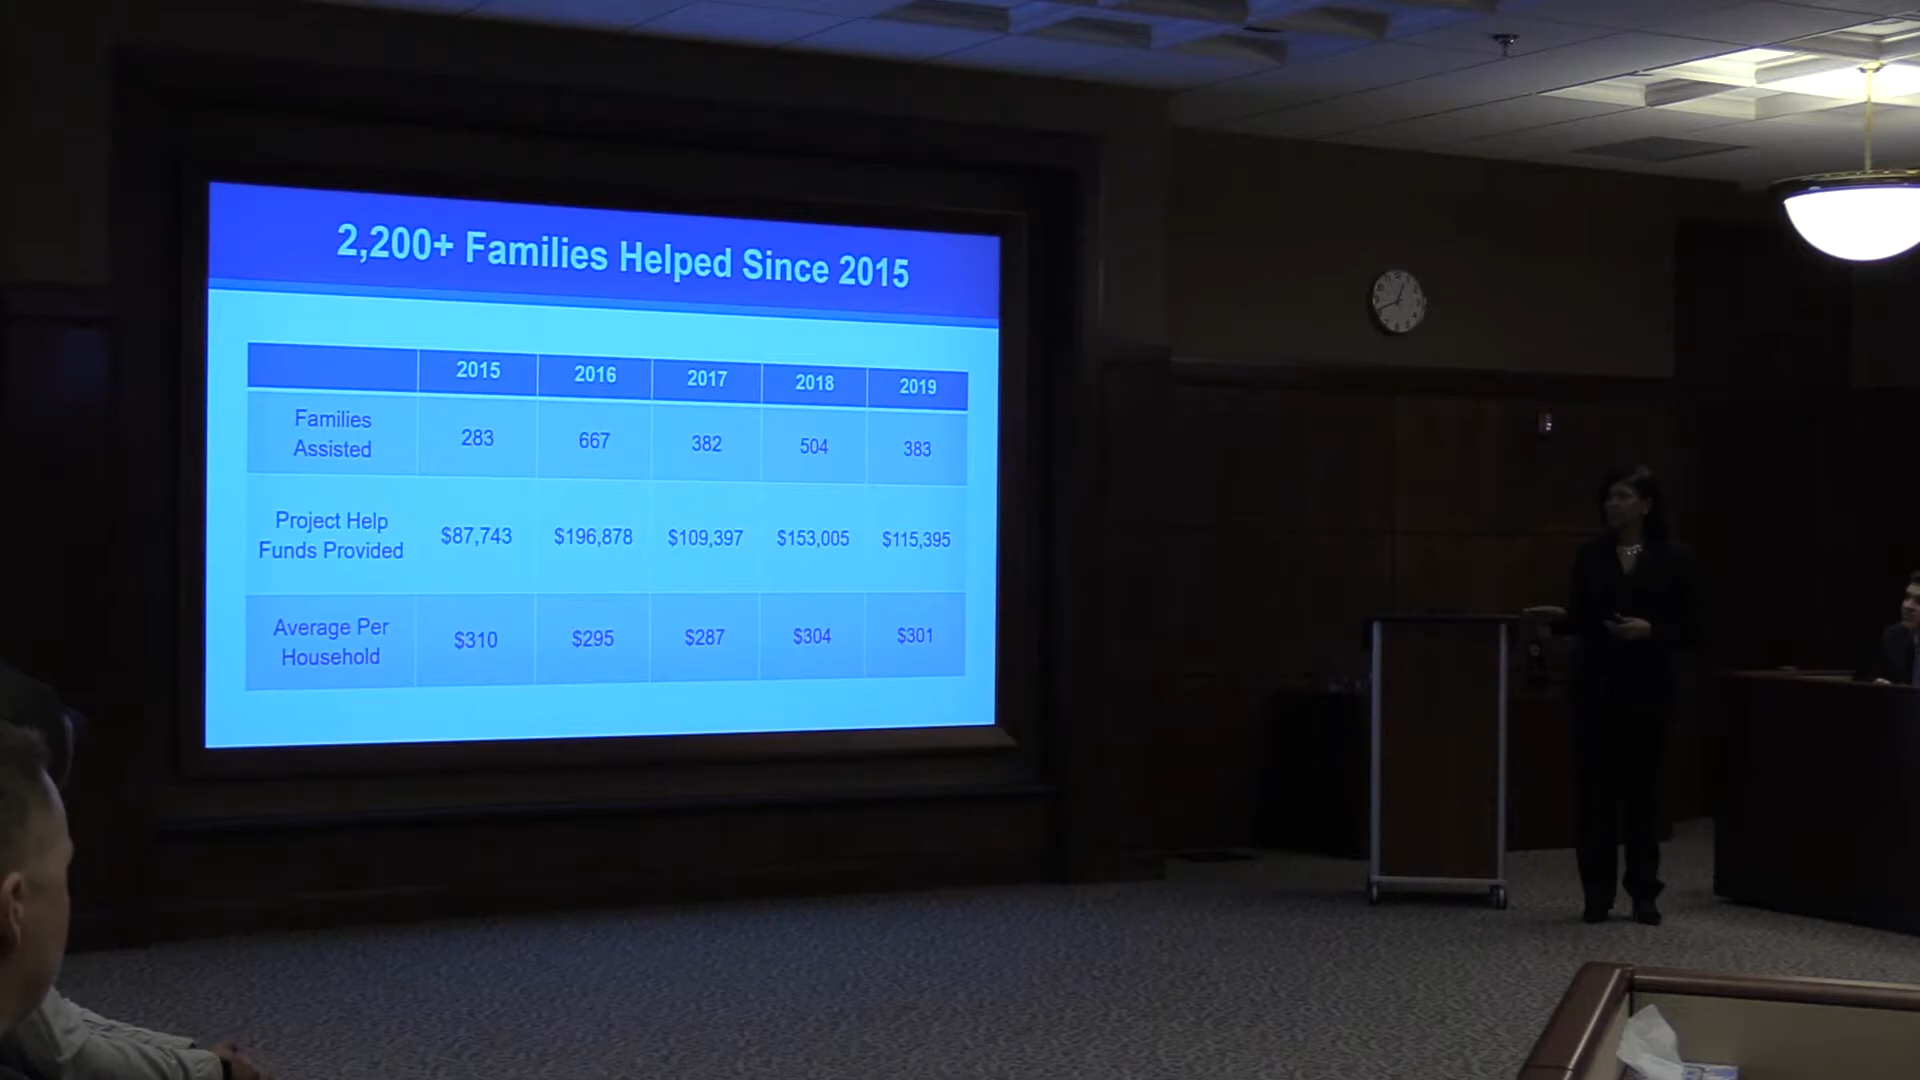 2,200+ Families Helped Since 2015
2015 2016 2017 2018 2019
Families Assisted 283 667 382 504 383
Project Help Funds Provided $87,743 $196,878 $109,397 $153,005 $115,395
Average Per Household $310 $295 $287 $304 $301